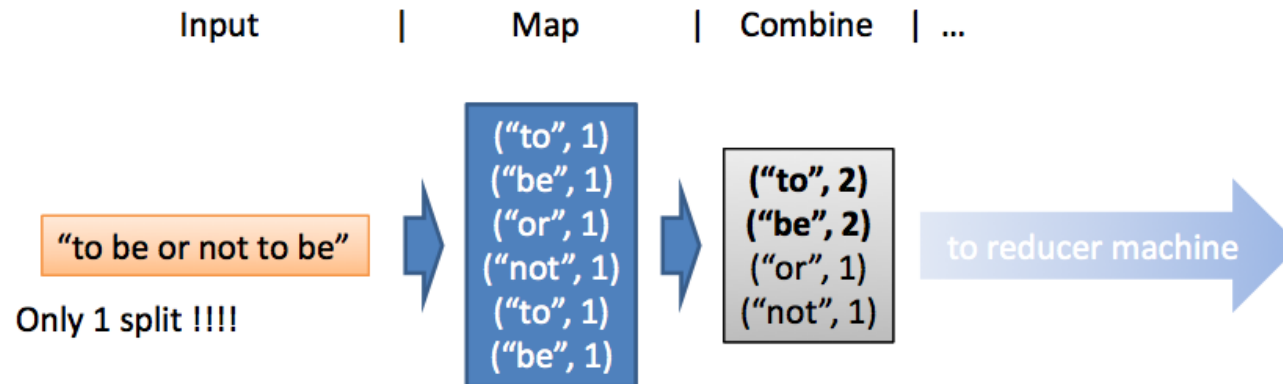 Input | Map | Combine | ...
“to be or not to be”
Only 1 split !!!!
(“to”, 1)
(“be”, 1)
(“or”, 1)
(“not”, 1)
(“to”, 1)
(“be”, 1)
(“to”, 2)
(“be”, 2)
(“or”, 1)
(“not”, 1)
to reducer machine